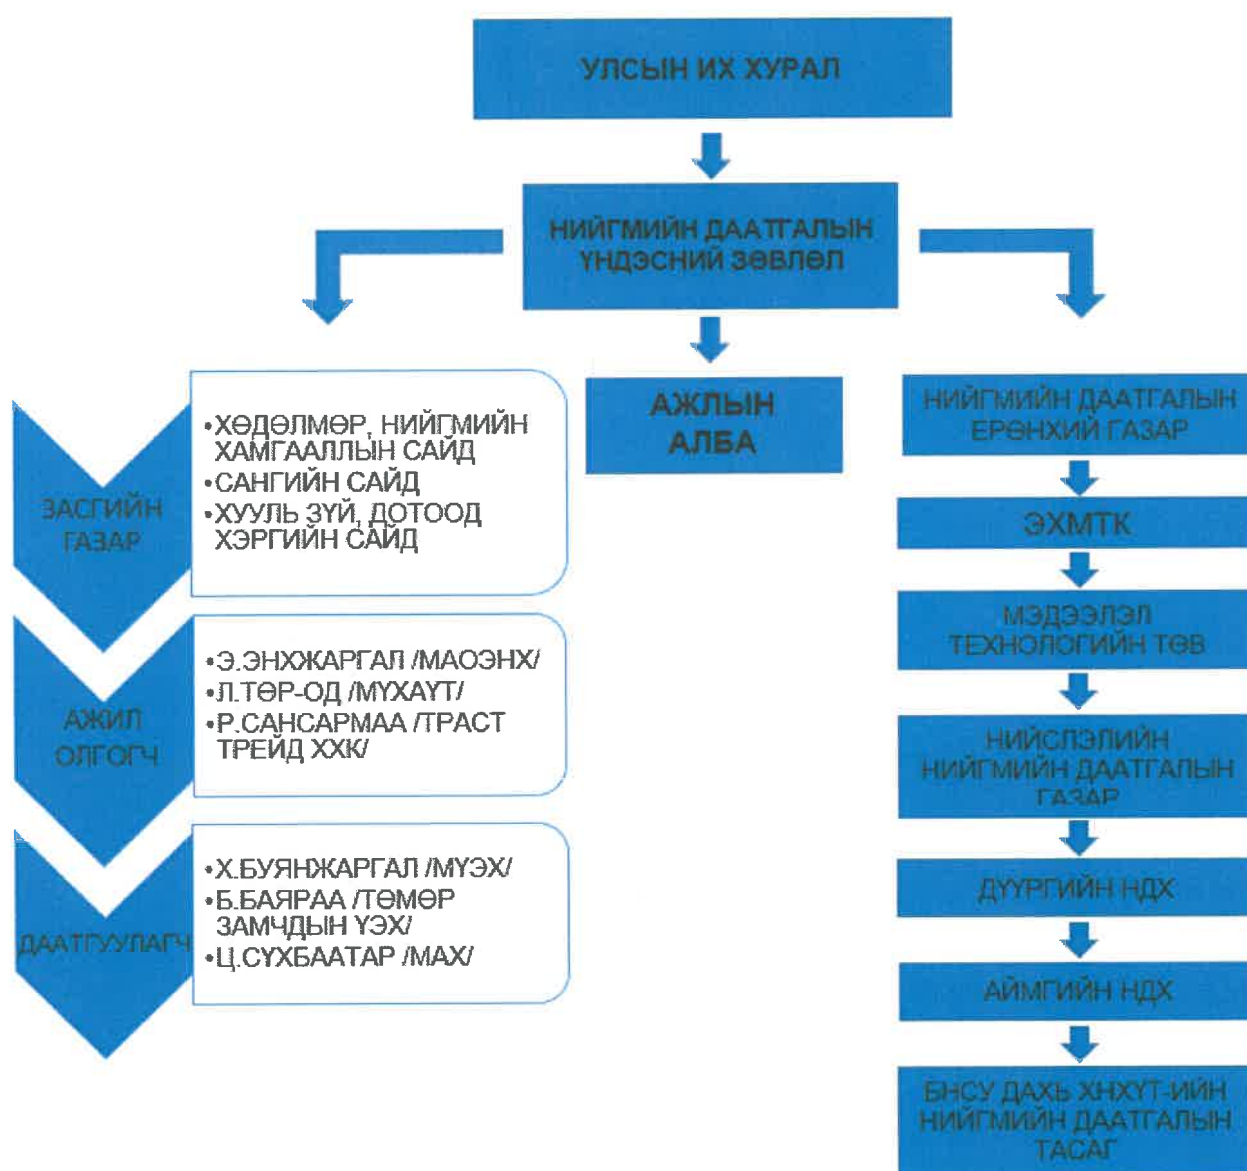 УЛСЫН ИХ ХУРАЛ
НИЙГМИЙН ДААТГАЛЫН
ҮНДЭСНИЙ ЗӨВЛӨЛ
ЗАСГИЙН
ГАЗАР
•ХӨДӨЛМӨР, НИЙГМИЙН
ХАМГААЛЛЫН САЙД
•САНГИЙН САЙД
•ХУУЛЬ ЗҮЙ, ДОТООД
ХЭРГИЙН САЙД
АЖИЛ
ОЛГОГЧ
•Э.ЭНХЖАРГАЛ /МАОЭНХ/
•Л.ТӨР-ОД /МҮХАҮТ/
•Р.САНСАРМАА /ТРАСТ
ТРЕЙД ХХК/
ДААТГУУЛАГЧ
•Х.БУЯНЖАРГАЛ /МҮЭХ/
•Б.БАЯРАА /ТӨМӨР
ЗАМЧДЫН ҮЭХ/
•Ц.СҮХБААТАР /МАХ/
АЖЛЫН
АЛБА
НИЙГМИЙН ДААТГАЛЫН
ЕРӨНХИЙ ГАЗАР
ЭХМТК
МЭДЭЭЛЭЛ
ТЕХНОЛОГИЙН ТӨВ
НИЙСЛЭЛИЙН
НИЙГМИЙН ДААТГАЛЫН
ГАЗАР
ДҮҮРГИЙН НДХ
АЙМГИЙН НДХ
БНСУ ДАХЬ ХНХҮТ-ИЙН
НИЙГМИЙН ДААТГАЛЫН
ТАСАГ